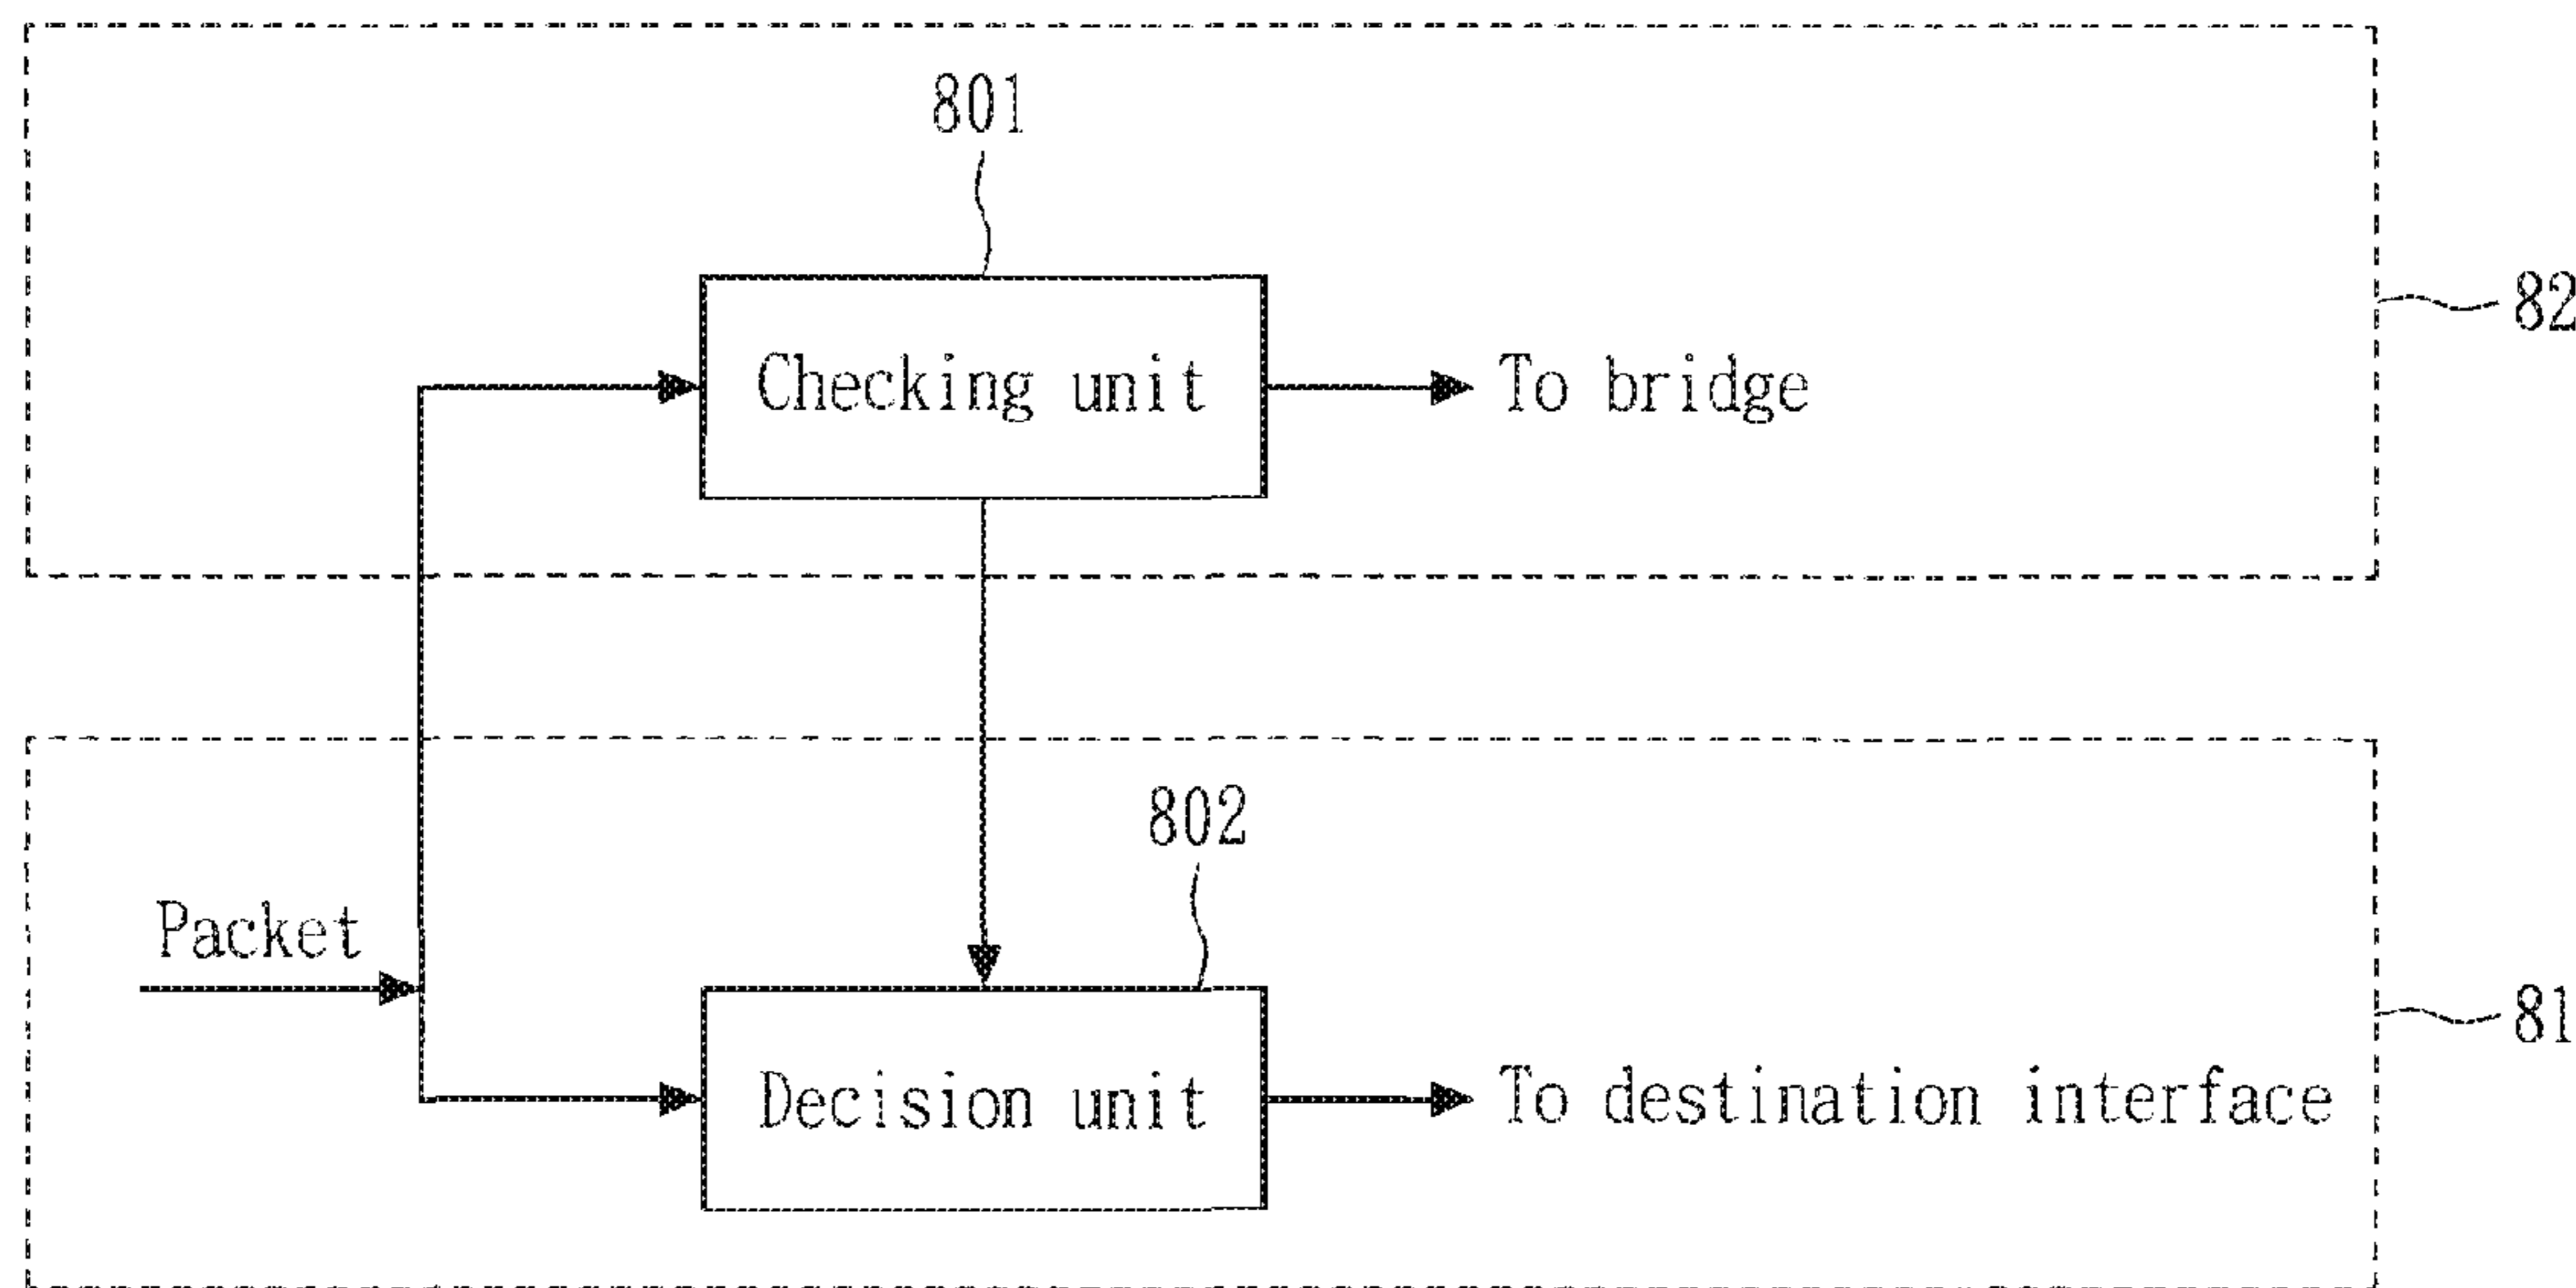 801
82
Checking unit
To bridge
802
Packet
81
Decision unit
To destination interface